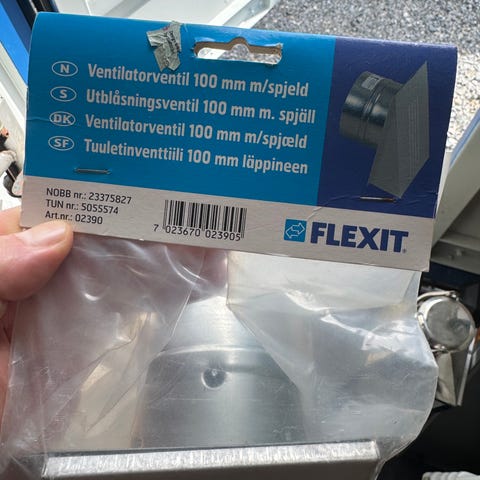 N Ventilatorventil 100 mm m/spjeld
S Utblåsningsventil 100 mm m. spjäll
DK Ventilatorventil 100 mm m/spjæld
SF Tuuletinventtiili 100 mm läppineen
NOBB nr.: 23375827
TUN nr.: 5055574
Art.nr.: 02390
7 023670 023905
FLEXIT®